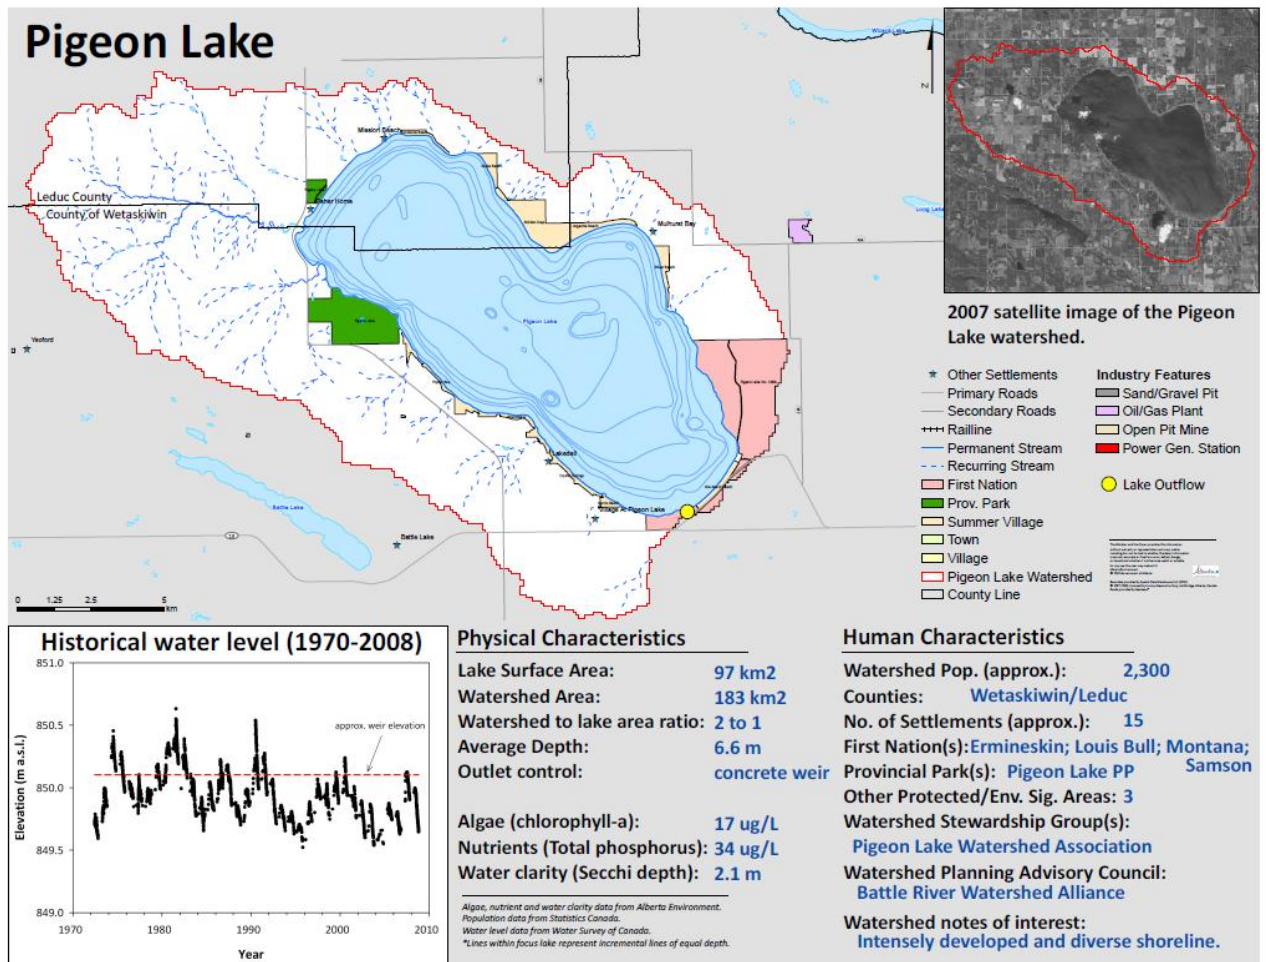 Pigeon Lake
Wizard Lake
N
Mission Beach
Leduc County
County of Wetaskiwin
Fisher Home
Mulhurst Bay
Long Lake
Pigeon Lake
Yeoford
Lakedell
Village At Pigeon Lake
Battle Lake
Battle Lake
13
0 1.25 2.5 5
km
2007 satellite image of the Pigeon
Lake watershed.
Other Settlements
Primary Roads
Secondary Roads
Railline
Permanent Stream
Recurring Stream
First Nation
Prov. Park
Summer Village
Town
Village
Pigeon Lake Watershed
County Line
Industry Features
Sand/Gravel Pit
Oil/Gas Plant
Open Pit Mine
Power Gen. Station
Lake Outflow
Alberta
Historical water level (1970-2008)
851.0
850.5
850.0
849.5
849.0
Elevation (m a.s.l.)
approx. weir elevation
1970 1980 1990 2000 2010
Year
Physical Characteristics
Lake Surface Area: 97 km2
Watershed Area: 183 km2
Watershed to lake area ratio: 2 to 1
Average Depth: 6.6 m
Outlet control: concrete weir
Algae (chlorophyll-a): 17 ug/L
Nutrients (Total phosphorus): 34 ug/L
Water clarity (Secchi depth): 2.1 m
Algae, nutrient and water clarity data from Alberta Environment.
Population data from Statistics Canada.
Water level data from Water Survey of Canada.
*Lines within focus lake represent incremental lines of equal depth.
Human Characteristics
Watershed Pop. (approx.): 2,300
Counties: Wetaskiwin/Leduc
No. of Settlements (approx.): 15
First Nation(s): Ermineskin; Louis Bull; Montana;
Samson
Provincial Park(s): Pigeon Lake PP
Other Protected/Env. Sig. Areas: 3
Watershed Stewardship Group(s):
Pigeon Lake Watershed Association
Watershed Planning Advisory Council:
Battle River Watershed Alliance
Watershed notes of interest:
Intensely developed and diverse shoreline.